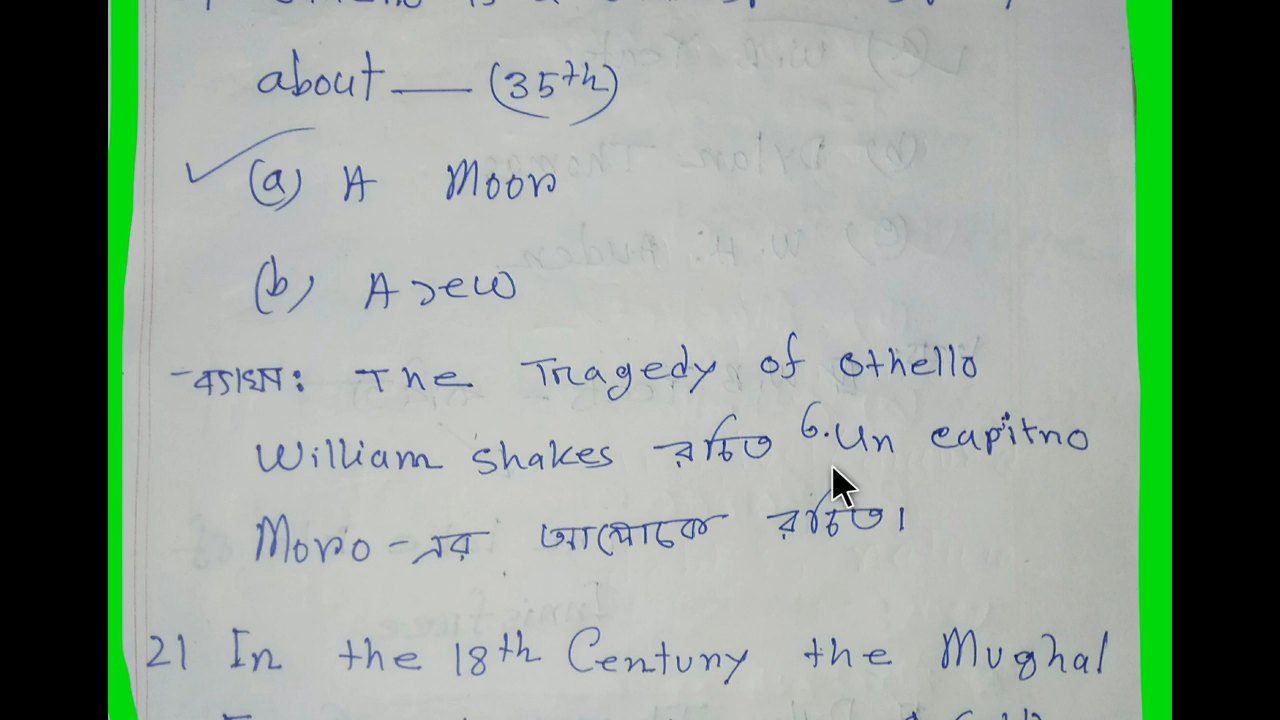 about — (35th)
(a) A Moor
(b) A Jew
ব্যাখ্যা: The Tragedy of Othello
William shakes রচিত 6. Un capitno
Moro - এর আলোকে রচিত।
21 In the 18th Century the Mughal